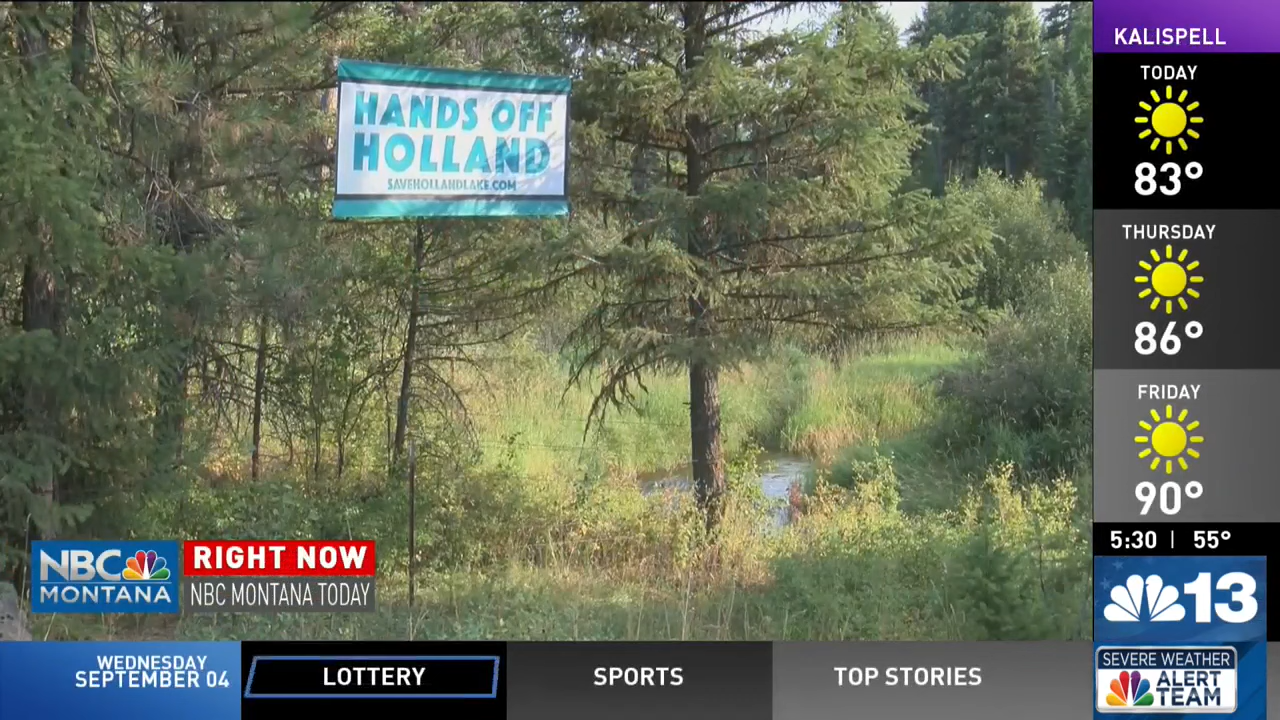 HANDS OFF
HOLLAND
SAVEHOLLANDLAKE.COM
NBC
MONTANA
RIGHT NOW
NBC MONTANA TODAY
KALISPELL
TODAY
83°
THURSDAY
86°
FRIDAY
90°
5:30 | 55°
13
SEVERE WEATHER
ALERT
TEAM
WEDNESDAY
SEPTEMBER 04
LOTTERY
SPORTS
TOP STORIES